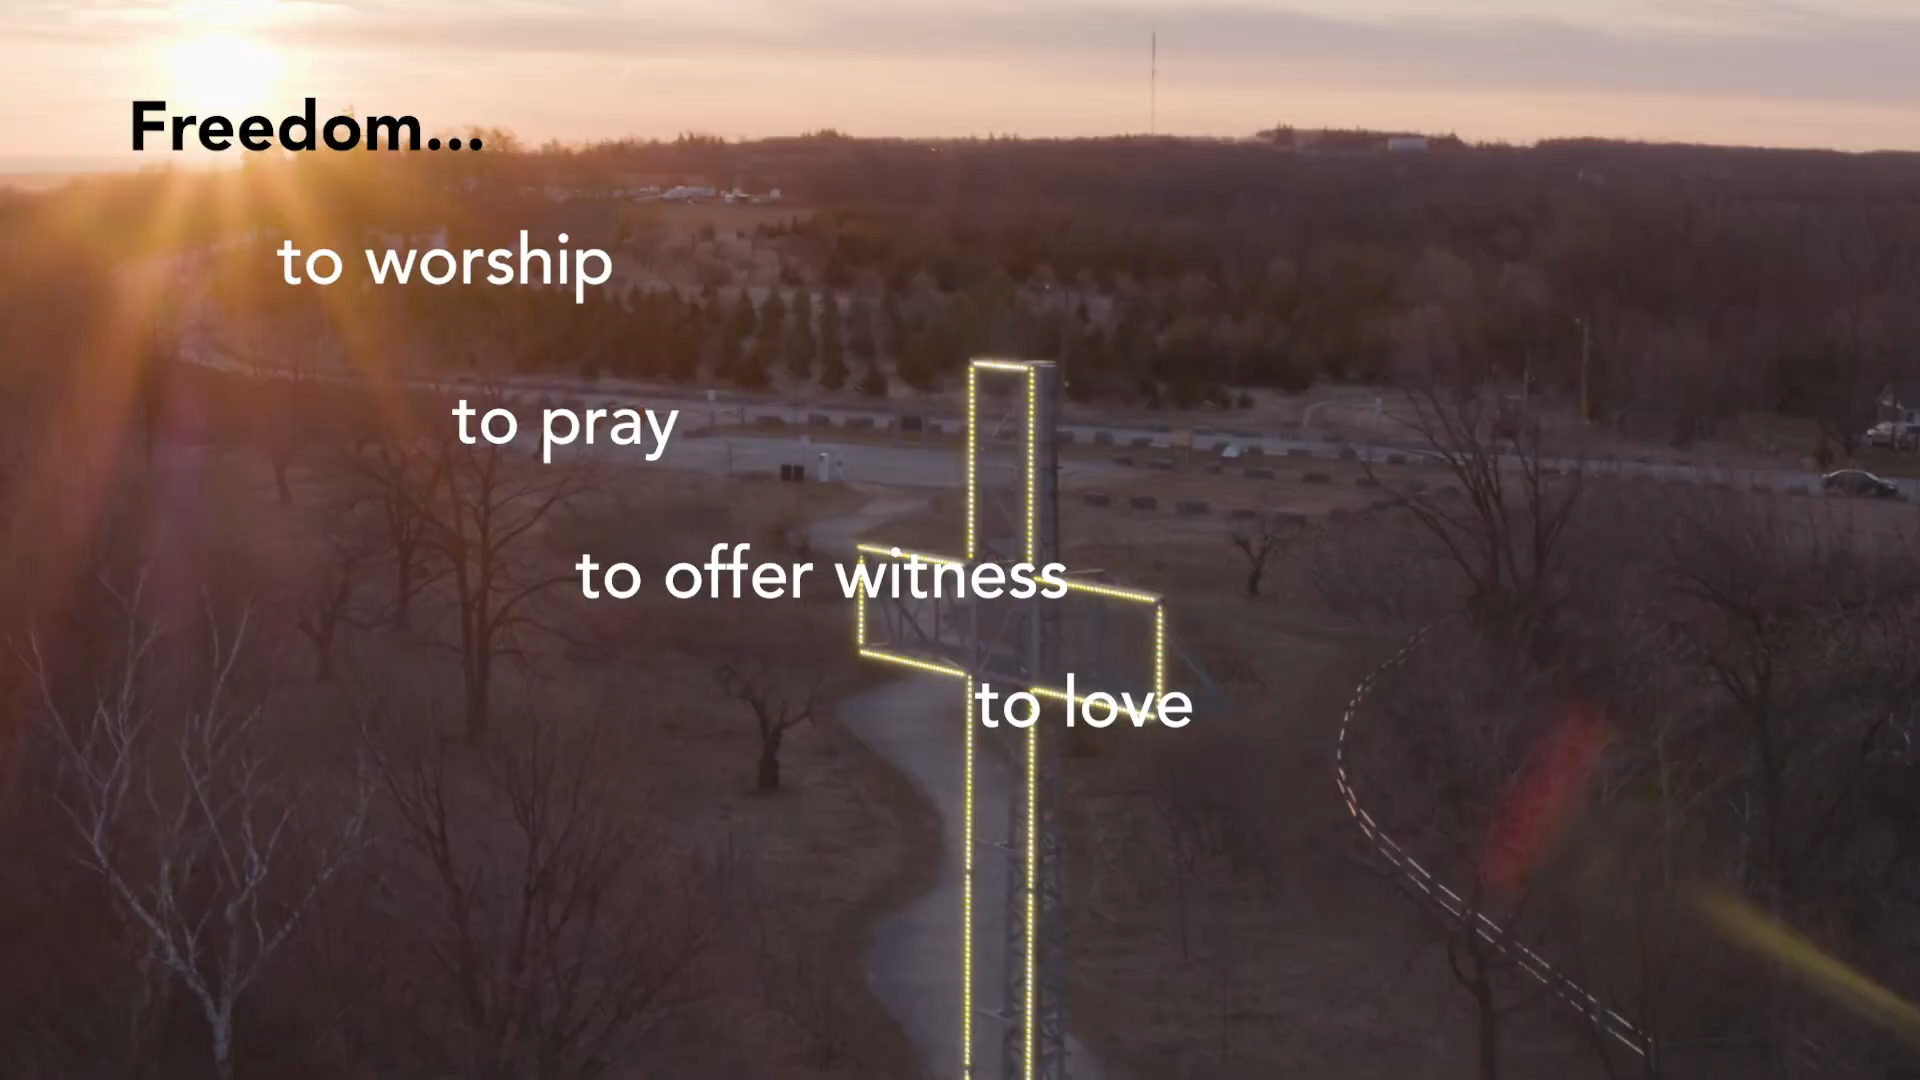 Freedom...
to worship
to pray
to offer witness
to love